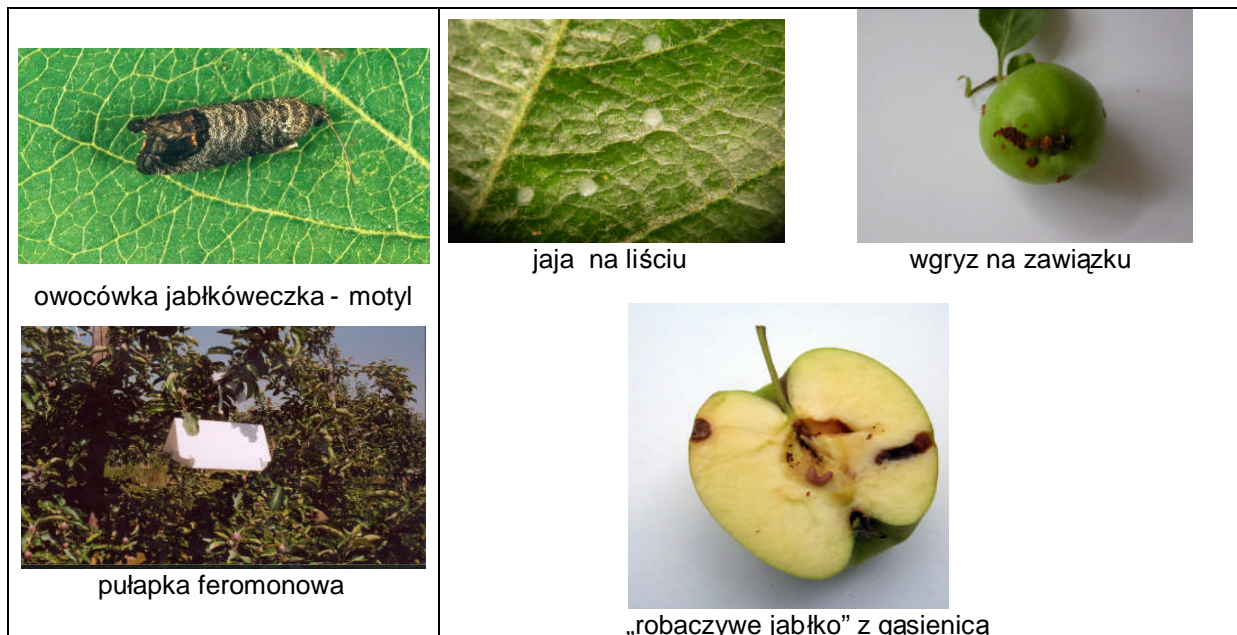 owocówka jabłkóweczka - motyl
pułapka feromonowa
jaja na liściu
wgryz na zawiązku
„robaczywe jabłko” z gąsienicą